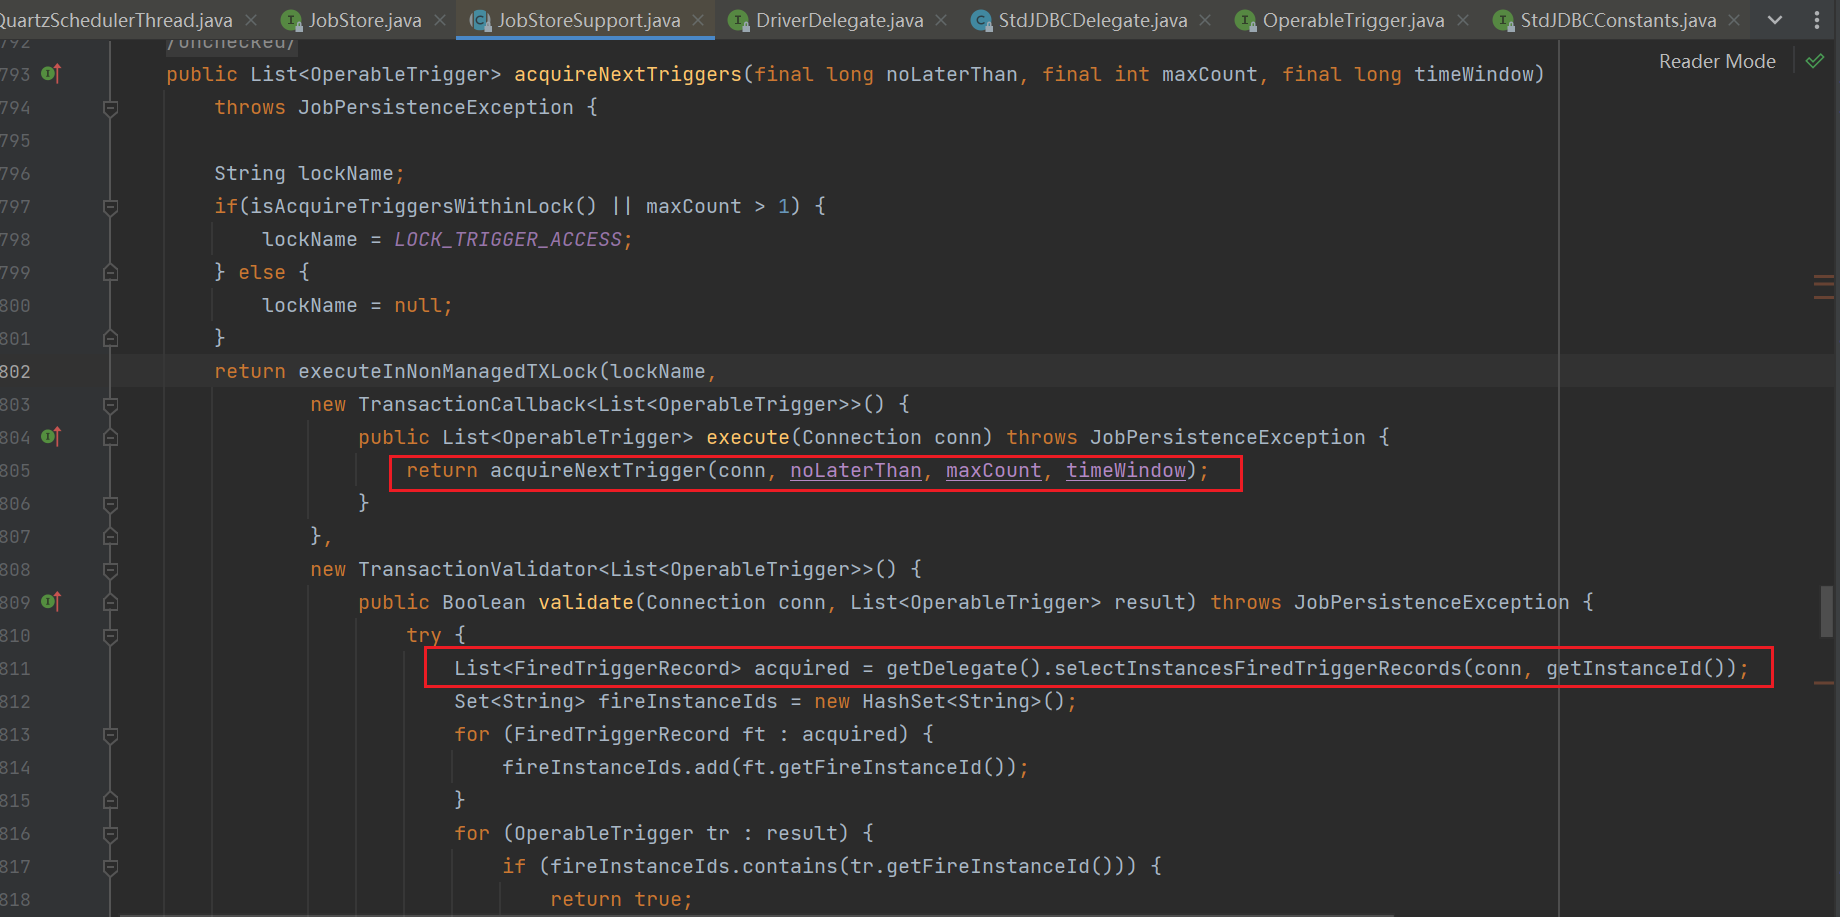 QuartzSchedulerThread.java JobStore.java JobStoreSupport.java DriverDelegate.java StdJDBCDelegate.java OperableTrigger.java StdJDBCConstants.java
792 /unchecked/
Reader Mode
793 public List<OperableTrigger> acquireNextTriggers(final long noLaterThan, final int maxCount, final long timeWindow)
794 throws JobPersistenceException {
795
796 String lockName;
797 if(isAcquireTriggersWithinLock() || maxCount > 1) {
798 lockName = LOCK_TRIGGER_ACCESS;
799 } else {
800 lockName = null;
801 }
802 return executeInNonManagedTXLock(lockName,
803 new TransactionCallback<List<OperableTrigger>>() {
804 public List<OperableTrigger> execute(Connection conn) throws JobPersistenceException {
805 return acquireNextTrigger(conn, noLaterThan, maxCount, timeWindow);
806 }
807 },
808 new TransactionValidator<List<OperableTrigger>>() {
809 public Boolean validate(Connection conn, List<OperableTrigger> result) throws JobPersistenceException {
810 try {
811 List<FiredTriggerRecord> acquired = getDelegate().selectInstancesFiredTriggerRecords(conn, getInstanceId());
812 Set<String> fireInstanceIds = new HashSet<String>();
813 for (FiredTriggerRecord ft : acquired) {
814 fireInstanceIds.add(ft.getFireInstanceId());
815 }
816 for (OperableTrigger tr : result) {
817 if (fireInstanceIds.contains(tr.getFireInstanceId())) {
818 return true;